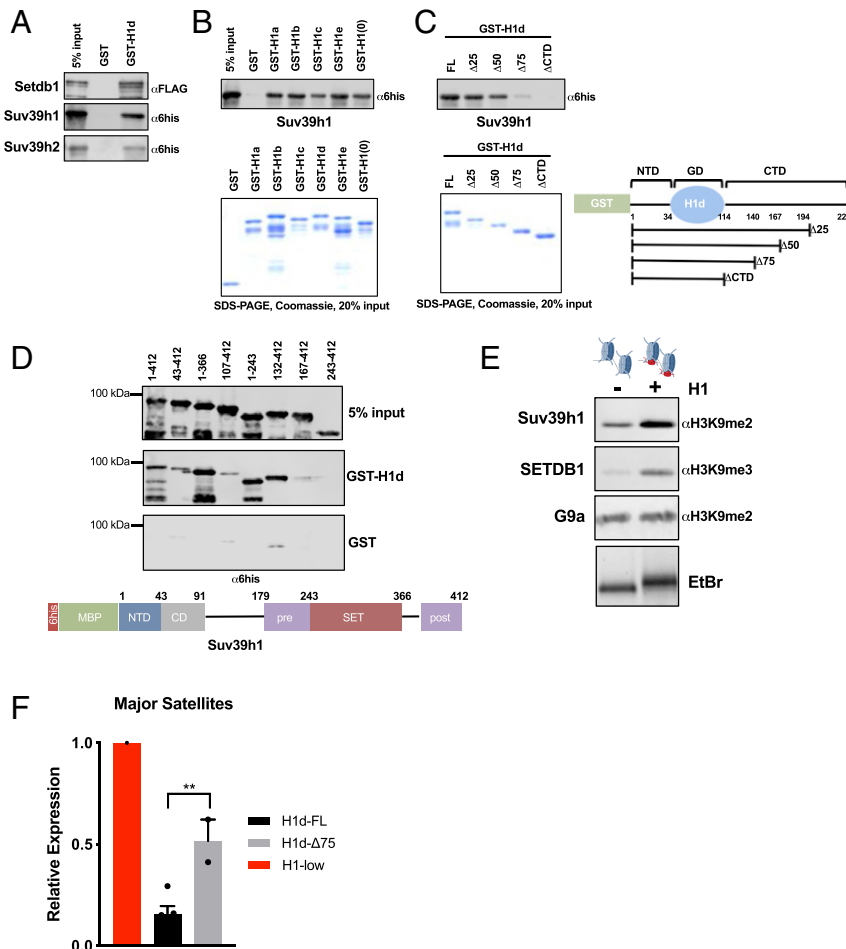 A
5% input
GST
GST-H1d
Setdb1
αFLAG
Suv39h1
α6his
Suv39h2
α6his
B
5% input
GST
GST-H1a
GST-H1b
GST-H1c
GST-H1e
GST-H1(0)
α6his
Suv39h1
GST
GST-H1a
GST-H1b
GST-H1c
GST-H1d
GST-H1e
GST-H1(0)
SDS-PAGE, Coomassie, 20% input
C
GST-H1d
FL
Δ25
Δ50
Δ75
ΔCTD
α6his
Suv39h1
GST-H1d
FL
Δ25
Δ50
Δ75
ΔCTD
SDS-PAGE, Coomassie, 20% input
NTD GD CTD
GST
H1d
1 34 114 140 167 194 22
Δ25
Δ50
Δ75
ΔCTD
D
1-412
43-412
1-366
107-412
1-243
132-412
167-412
243-412
100 kDa
5% input
100 kDa
GST-H1d
100 kDa
GST
α6his
1 43 91 179 243 366 412
6his MBP NTD CD pre SET post
Suv39h1
E
- + H1
Suv39h1
αH3K9me2
SETDB1
αH3K9me3
G9a
αH3K9me2
EtBr
F
Major Satellites
Relative Expression
1.0
0.5
0.0
**
H1d-FL
H1d-Δ75
H1-low